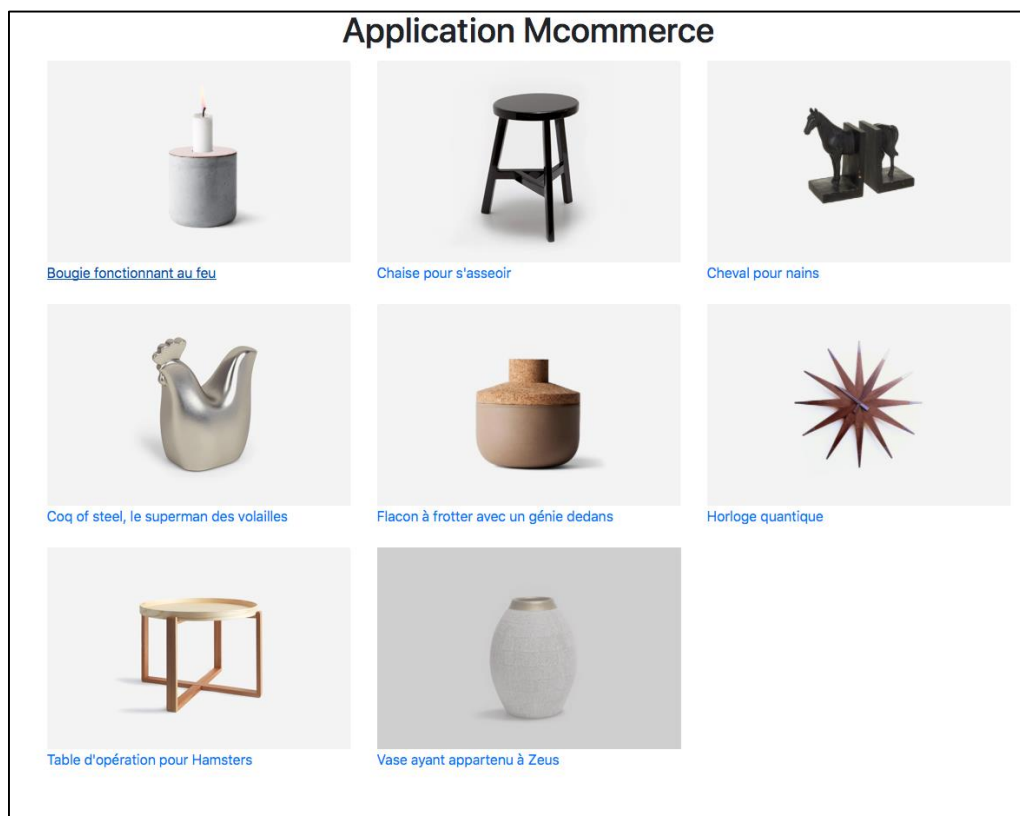 Application Mcommerce
Bougie fonctionnant au feu
Chaise pour s'asseoir
Cheval pour nains
Coq of steel, le superman des volailles
Flacon à frotter avec un génie dedans
Horloge quantique
Table d'opération pour Hamsters
Vase ayant appartenu à Zeus